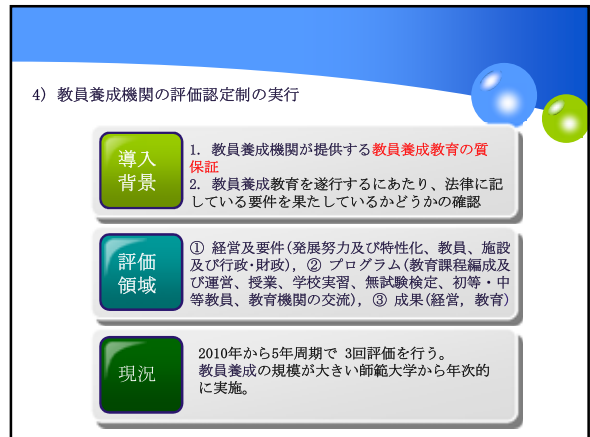 4) 教員養成機関の評価認定制の実行
導入
背景
1. 教員養成機関が提供する教員養成教育の質
保証
2. 教員養成教育を遂行するにあたり、法律に記
している要件を果たしているかどうかの確認
評価
領域
① 経営及要件(発展努力及び特性化、教員、施設
及び行政･財政), ② プログラム(教育課程編成及
び運営、授業、学校実習、無試験検定、初等・中
等教員、教育機関の交流), ③ 成果(経営, 教育)
現況
2010年から5年周期で 3回評価を行う。
教員養成の規模が大きい師範大学から年次的
に実施。